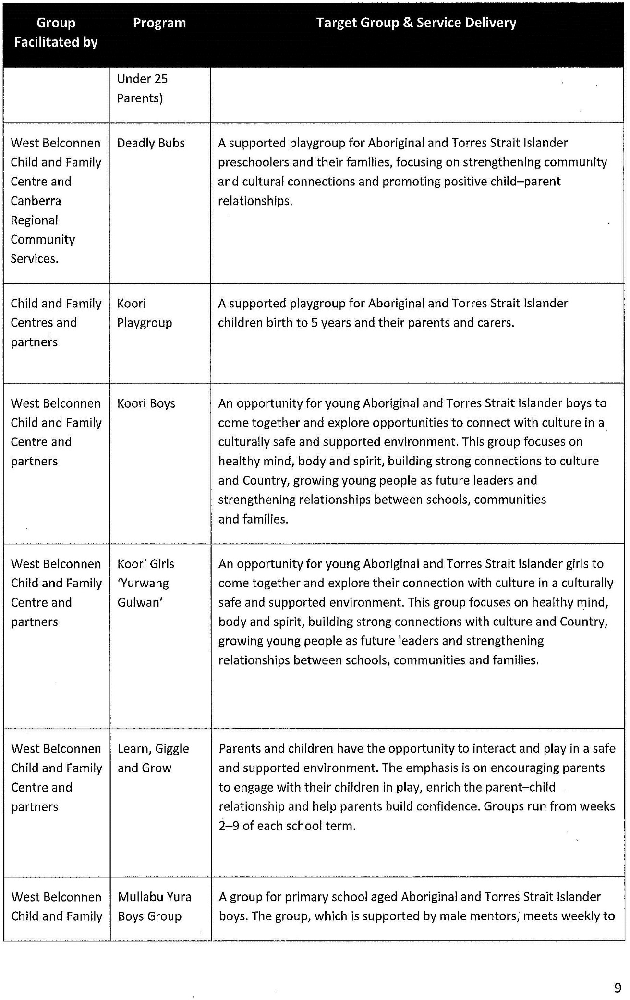 Group
Facilitated by
Program
Target Group & Service Delivery
Under 25
Parents)
West Belconnen
Child and Family
Centre and
Canberra
Regional
Community
Services.
Deadly Bubs
A supported playgroup for Aboriginal and Torres Strait Islander
preschoolers and their families, focusing on strengthening community
and cultural connections and promoting positive child–parent
relationships.
Child and Family
Centres and
partners
Koori
Playgroup
A supported playgroup for Aboriginal and Torres Strait Islander
children birth to 5 years and their parents and carers.
West Belconnen
Child and Family
Centre and
partners
Koori Boys
An opportunity for young Aboriginal and Torres Strait Islander boys to
come together and explore opportunities to connect with culture in a
culturally safe and supported environment. This group focuses on
healthy mind, body and spirit, building strong connections to culture
and Country, growing young people as future leaders and
strengthening relationships between schools, communities
and families.
West Belconnen
Child and Family
Centre and
partners
Koori Girls
‘Yurwang
Gulwan’
An opportunity for young Aboriginal and Torres Strait Islander girls to
come together and explore their connection with culture in a culturally
safe and supported environment. This group focuses on healthy mind,
body and spirit, building strong connections with culture and Country,
growing young people as future leaders and strengthening
relationships between schools, communities and families.
West Belconnen
Child and Family
Centre and
partners
Learn, Giggle
and Grow
Parents and children have the opportunity to interact and play in a safe
and supported environment. The emphasis is on encouraging parents
to engage with their children in play, enrich the parent–child
relationship and help parents build confidence. Groups run from weeks
2–9 of each school term.
West Belconnen
Child and Family
Mullabu Yura
Boys Group
A group for primary school aged Aboriginal and Torres Strait Islander
boys. The group, which is supported by male mentors, meets weekly to
9